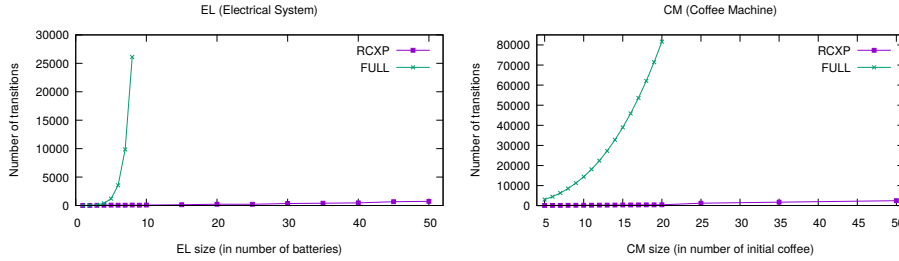 EL (Electrical System)
Number of transitions
30000
25000
20000
15000
10000
5000
0
RCXP
FULL
0 10 20 30 40 50
EL size (in number of batteries)
CM (Coffee Machine)
Number of transitions
80000
70000
60000
50000
40000
30000
20000
10000
0
RCXP
FULL
5 10 15 20 25 30 35 40 45 50
CM size (in number of initial coffee)